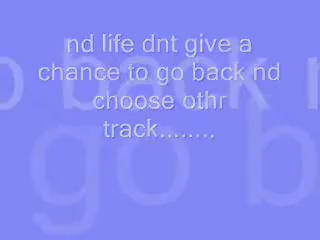 nd life dnt give a
chance to go back nd
choose othr
track........